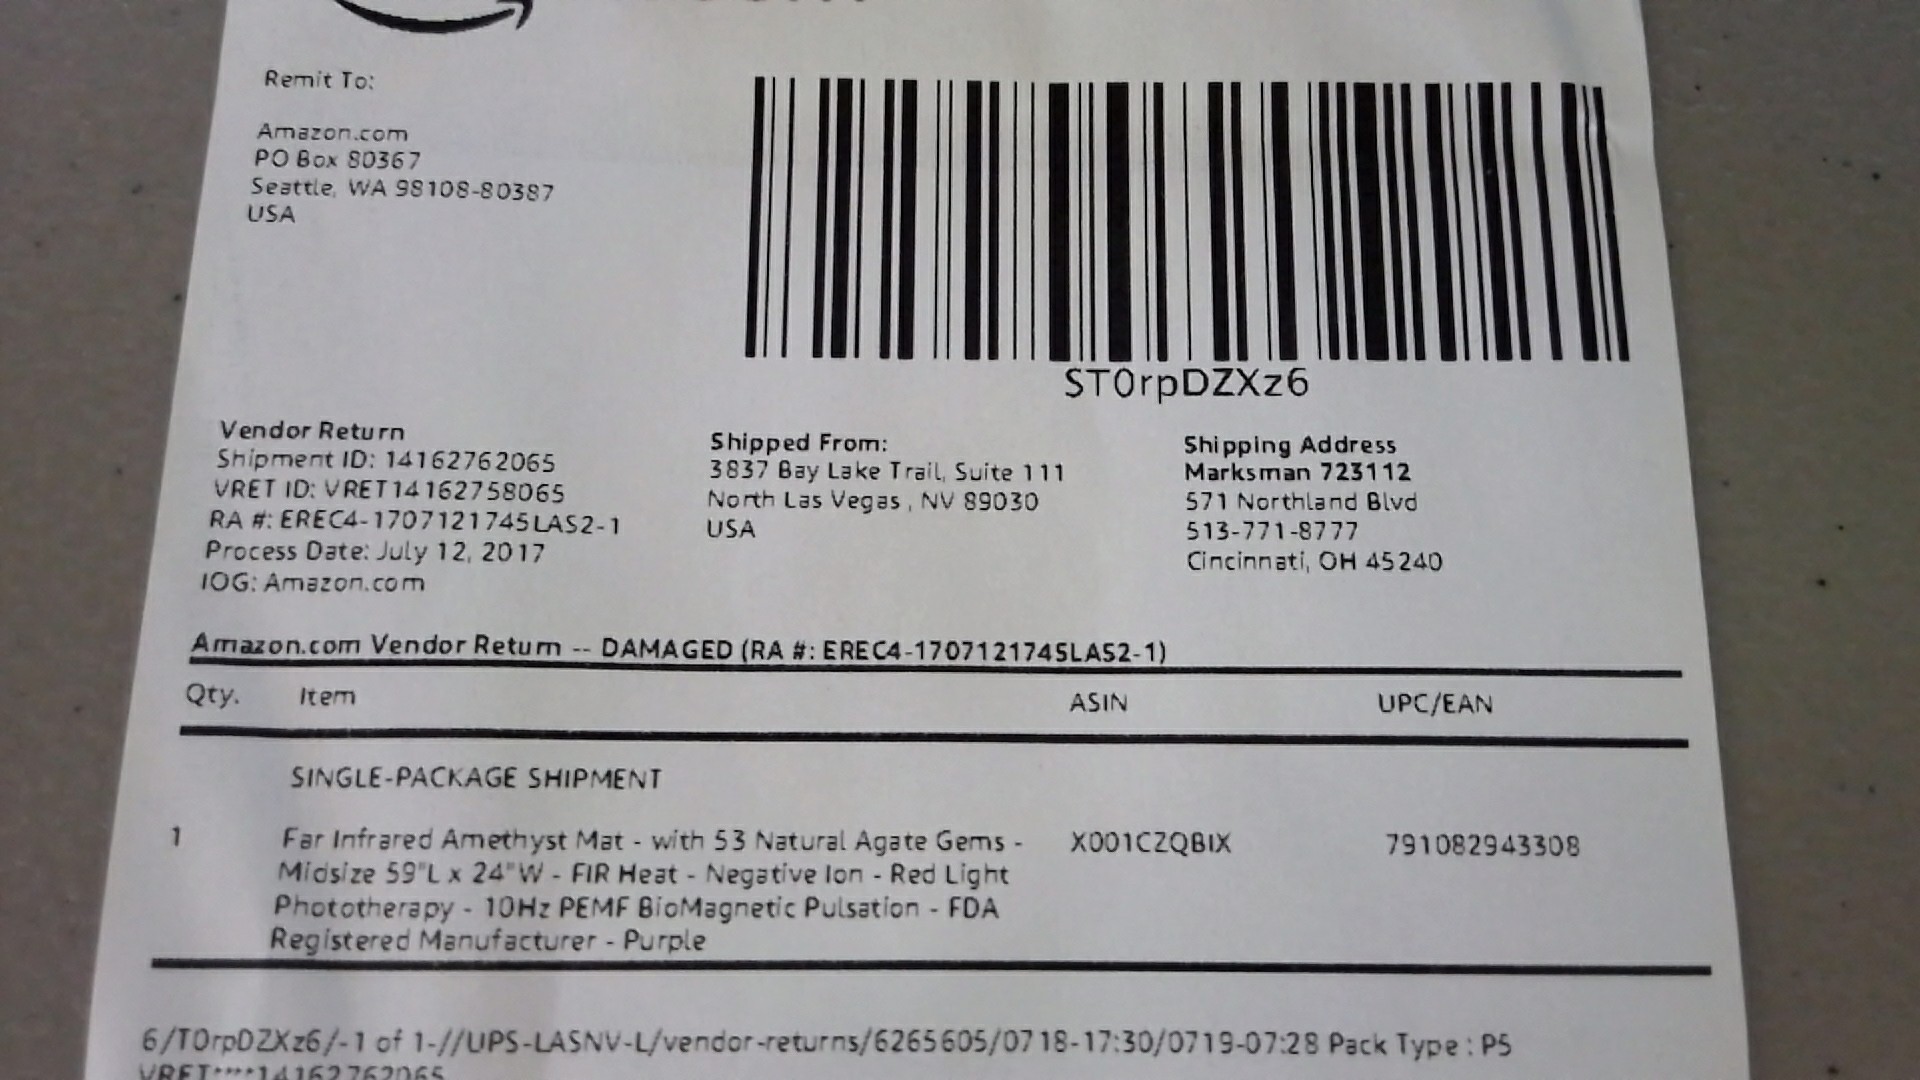 Remit To:
Amazon.com
PO Box 80367
Seattle, WA 98108-80387
USA
STOrpDZXz6
Vendor Return
Shipment ID: 14162762065
VRET ID: VRET14162758065
RA #: EREC4-1707121745LAS2-1
Process Date: July 12, 2017
IOG: Amazon.com
Shipped From:
3837 Bay Lake Trail, Suite 111
North Las Vegas , NV 89030
USA
Shipping Address
Marksman 723112
571 Northland Blvd
513-771-8777
Cincinnati, OH 45240
Amazon.com Vendor Return -- DAMAGED (RA #: EREC4-1707121745LAS2-1)
Qty. Item ASIN UPC/EAN
SINGLE-PACKAGE SHIPMENT
1 Far Infrared Amethyst Mat - with 53 Natural Agate Gems - X001CZQBIX 791082943308
Midsize 59"L x 24"W - FIR Heat - Negative Ion - Red Light
Phototherapy - 10Hz PEMF BioMagnetic Pulsation - FDA
Registered Manufacturer - Purple
6/TOrpDZXz6/-1 of 1-//UPS-LASNV-L/vendor-returns/6265605/0718-17:30/0719-07:28 Pack Type : P5
VRET****14162762065